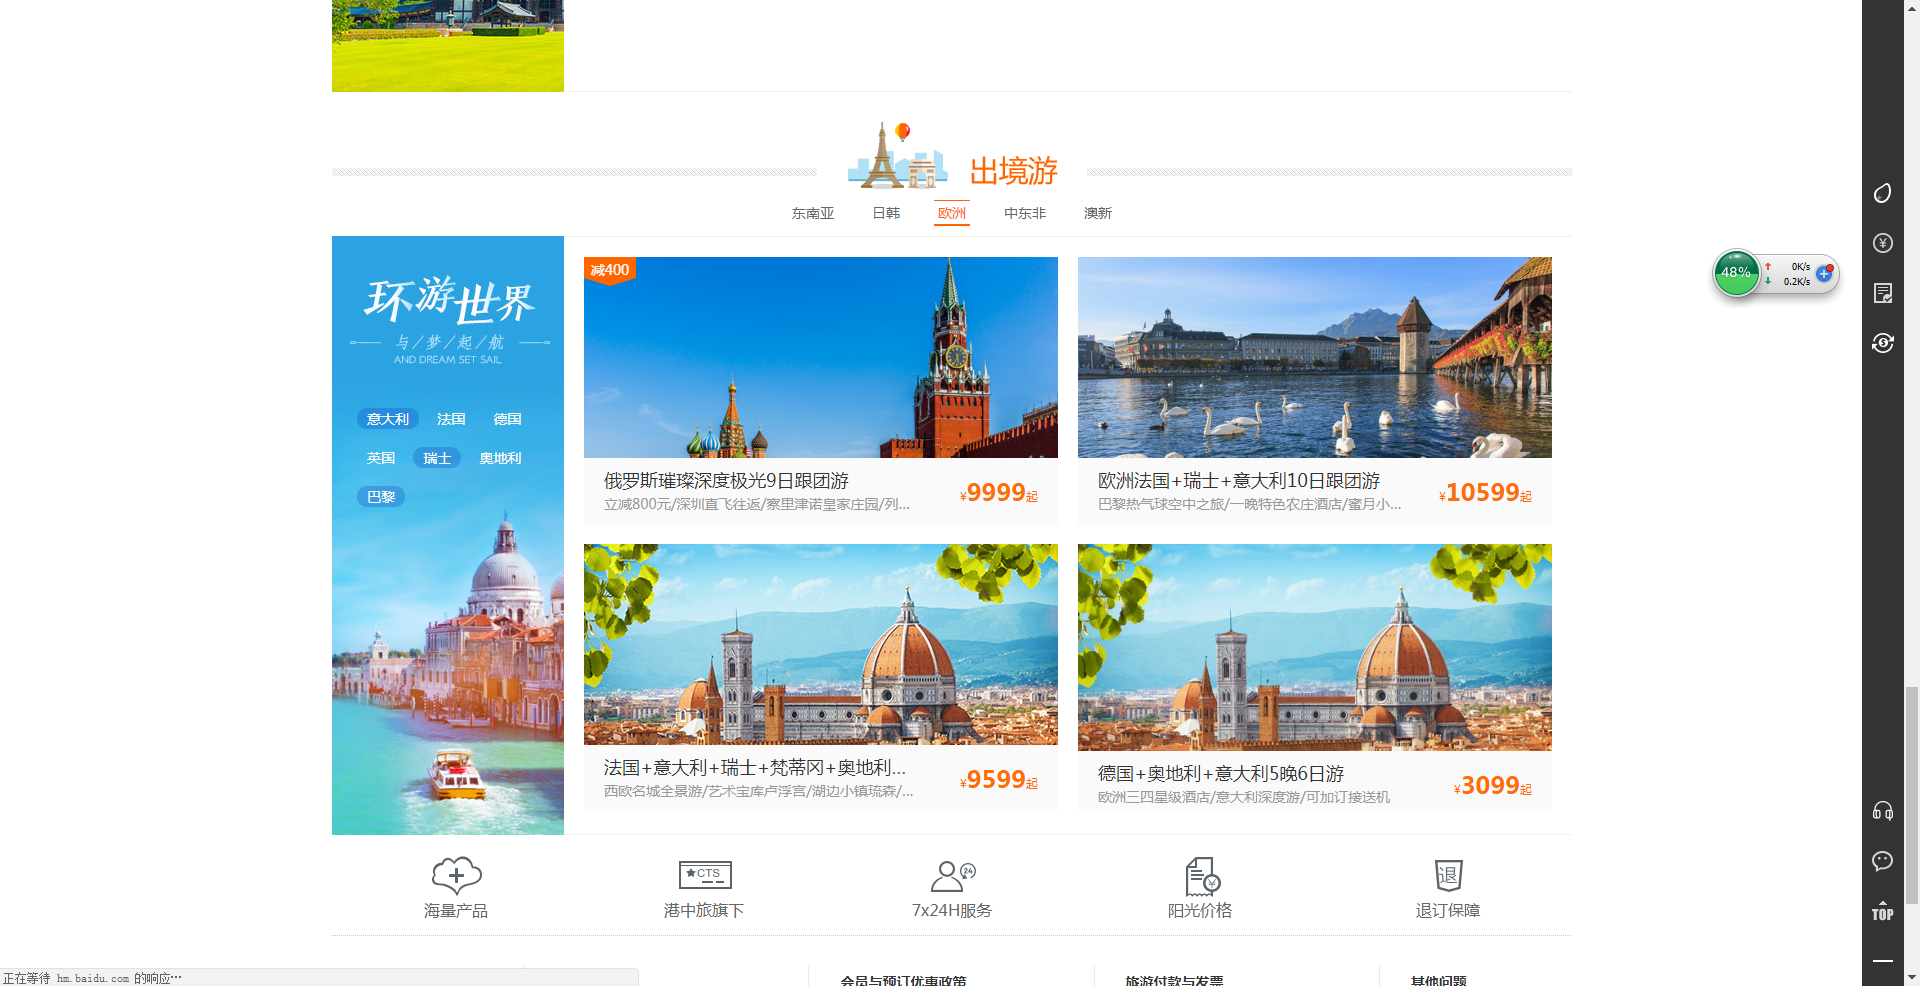 出境游
东南亚 日韩 欧洲 中东非 澳新
环游世界
与/梦/起/航
AND DREAM SET SAIL
意大利 法国 德国
英国 瑞士 奥地利
巴黎
减400
俄罗斯璀璨深度极光9日跟团游
立减800元/深圳直飞往返/察里津诺皇家庄园/列...
¥9999起
欧洲法国+瑞士+意大利10日跟团游
巴黎热气球空中之旅/一晚特色农庄酒店/蜜月小...
¥10599起
法国+意大利+瑞士+梵蒂冈+奥地利...
西欧名城全景游/艺术宝库卢浮宫/湖边小镇琉森/...
¥9599起
德国+奥地利+意大利5晚6日游
欧洲三四星级酒店/意大利深度游/可加订接送机
¥3099起
48%
0K/s
0.2K/s
CTS
24
退
海量产品
港中旅旗下
7x24H服务
阳光价格
退订保障
TOP
会员与预订优惠政策
旅游付款与发票
其他问题
正在等待 hm.baidu.com 的响应…